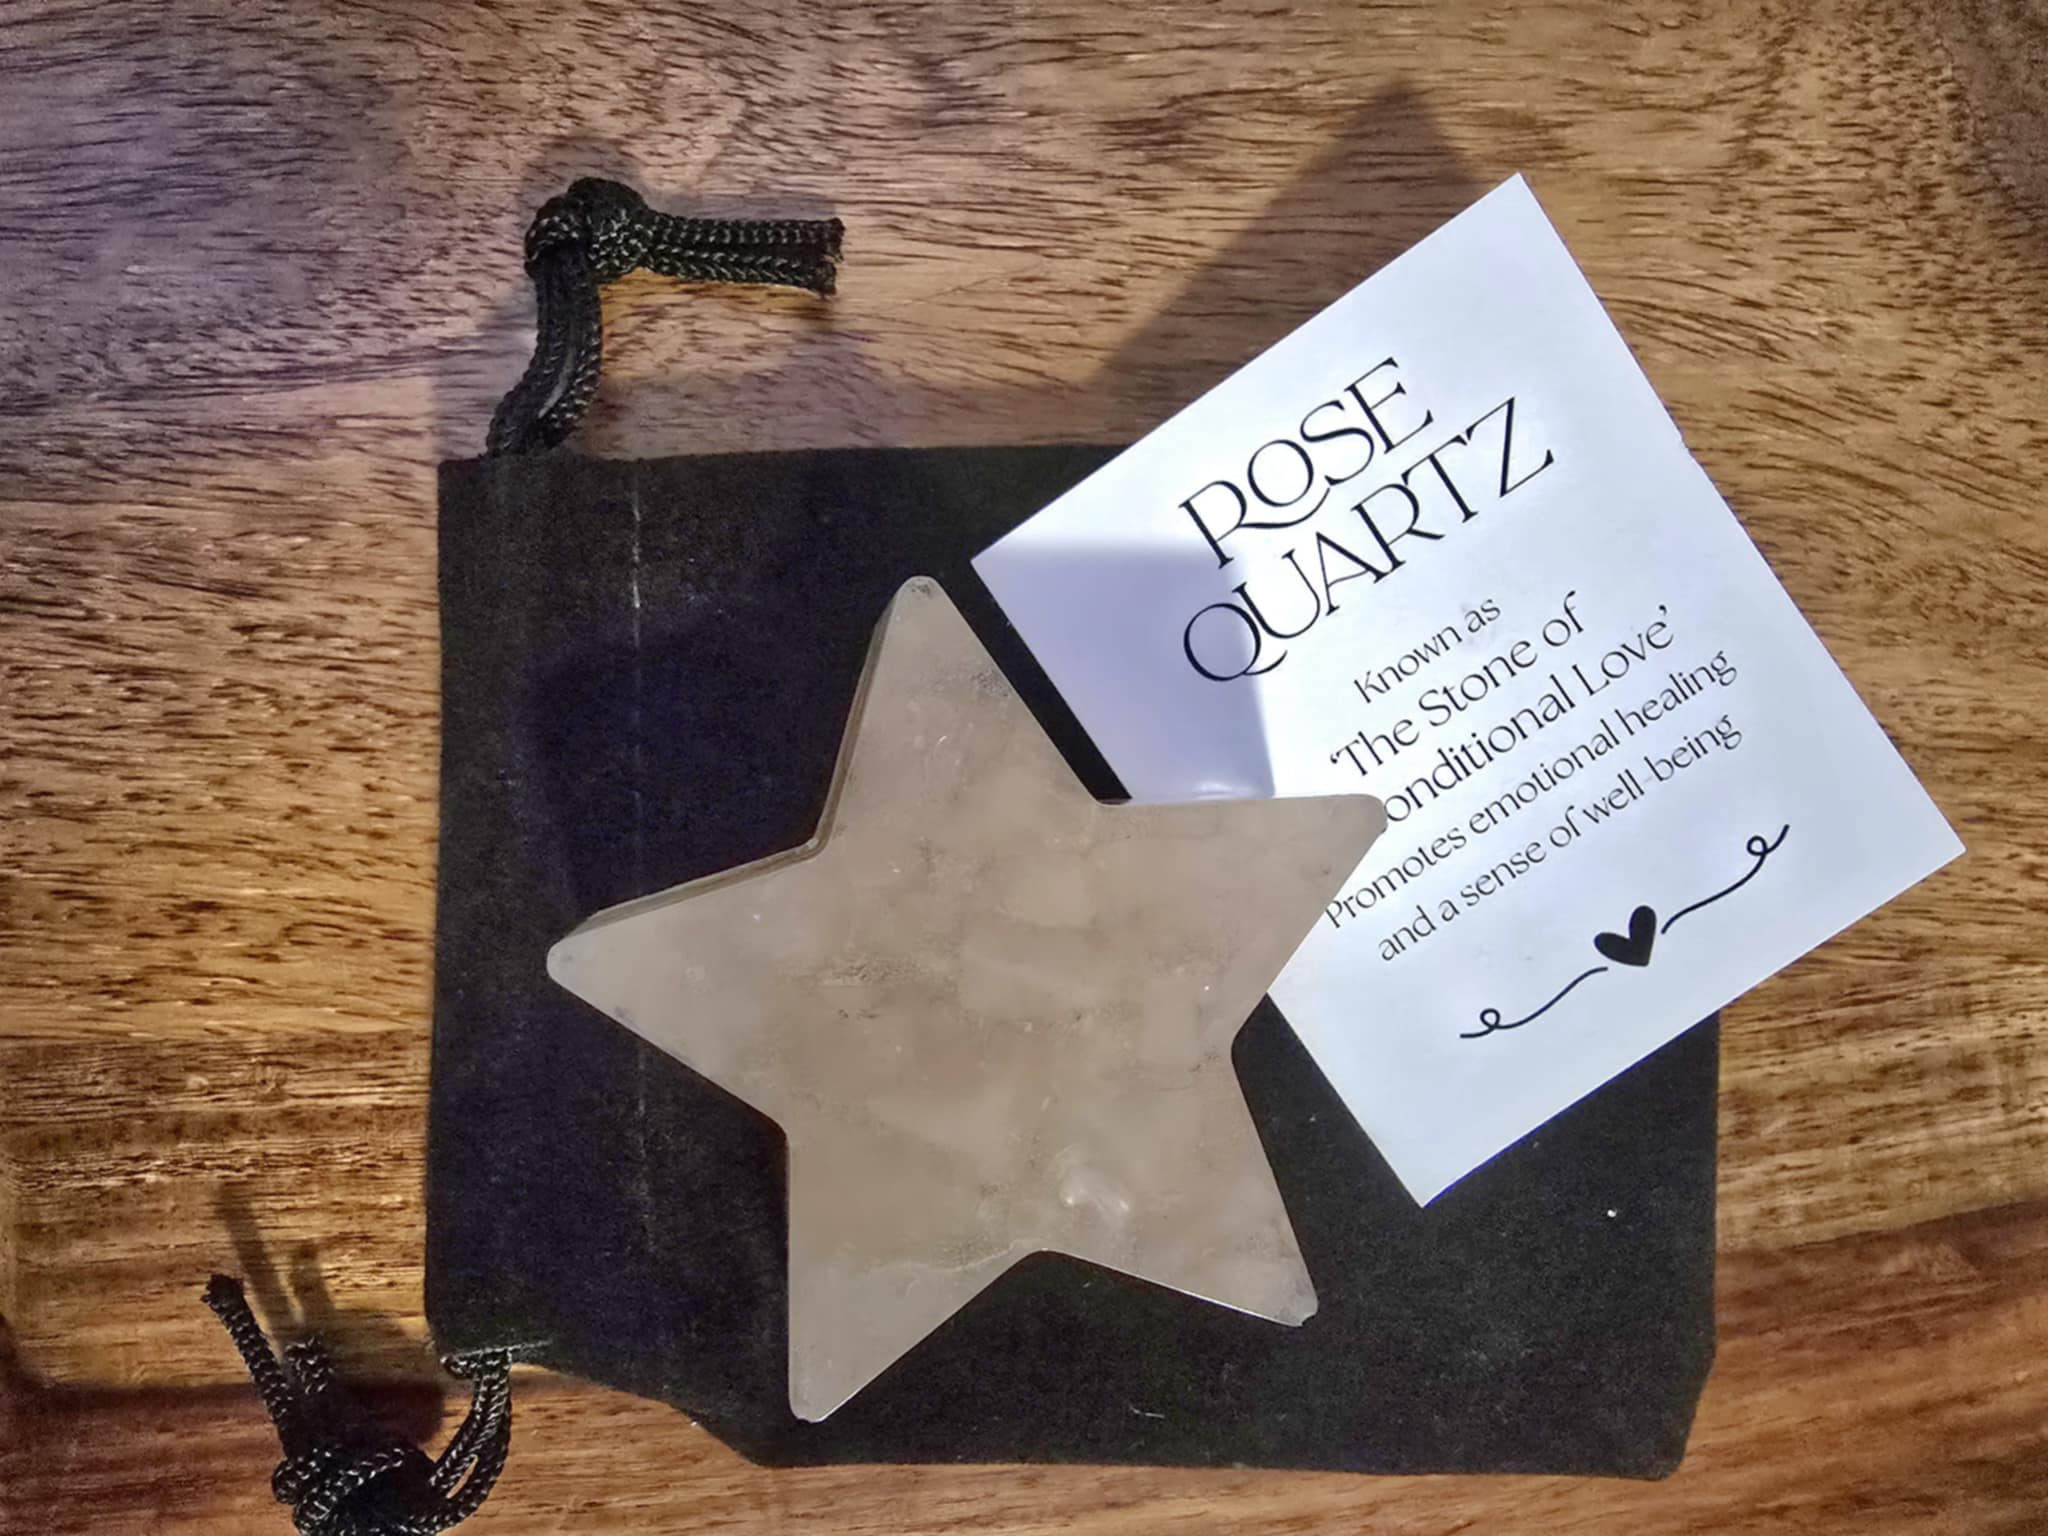 ROSE
QUARTZ
Known as
‘The Stone of
onditional Love’
Promotes emotional healing
and a sense of well-being